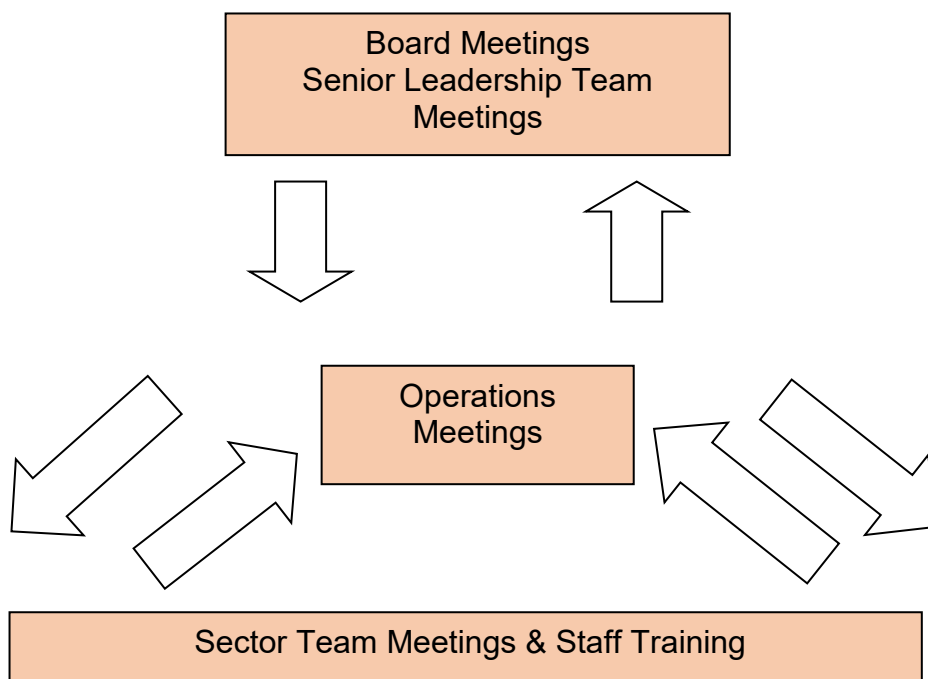 Board Meetings
Senior Leadership Team
Meetings
Operations
Meetings
Sector Team Meetings & Staff Training